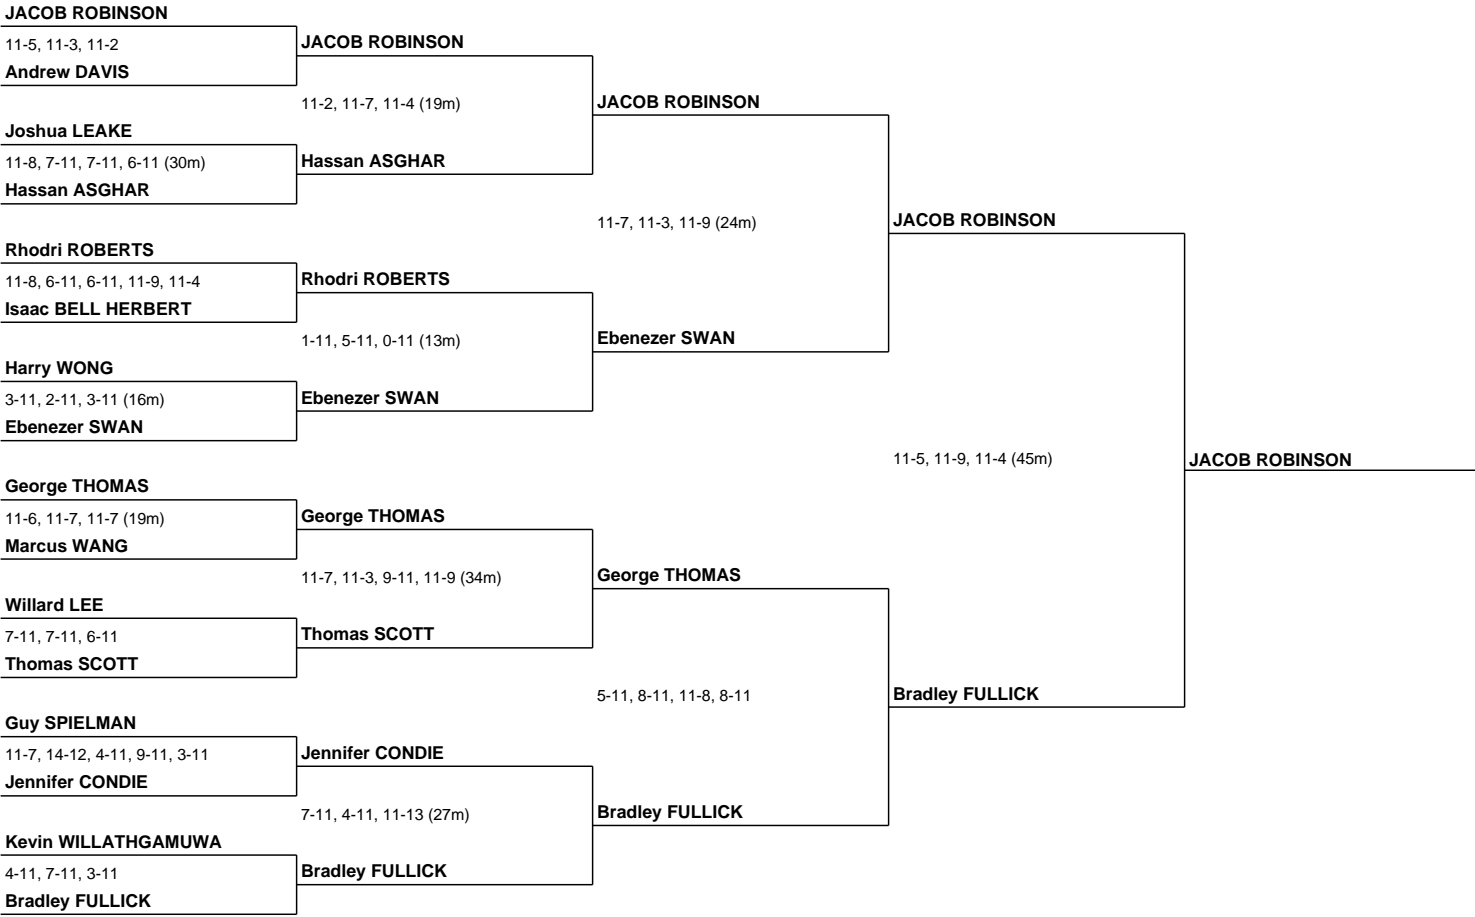 JACOB ROBINSON
11-5, 11-3, 11-2
Andrew DAVIS
Joshua LEAKE
11-8, 7-11, 7-11, 6-11 (30m)
Hassan ASGHAR
Rhodri ROBERTS
11-8, 6-11, 6-11, 11-9, 11-4
Isaac BELL HERBERT
Harry WONG
3-11, 2-11, 3-11 (16m)
Ebenezer SWAN
George THOMAS
11-6, 11-7, 11-7 (19m)
Marcus WANG
Willard LEE
7-11, 7-11, 6-11
Thomas SCOTT
Guy SPIELMAN
11-7, 14-12, 4-11, 9-11, 3-11
Jennifer CONDIE
Kevin WILLATHGAMUWA
4-11, 7-11, 3-11
Bradley FULLICK
JACOB ROBINSON
11-2, 11-7, 11-4 (19m)
Hassan ASGHAR
Rhodri ROBERTS
1-11, 5-11, 0-11 (13m)
Ebenezer SWAN
George THOMAS
11-7, 11-3, 9-11, 11-9 (34m)
Thomas SCOTT
Jennifer CONDIE
7-11, 4-11, 11-13 (27m)
Bradley FULLICK
JACOB ROBINSON
11-7, 11-3, 11-9 (24m)
Ebenezer SWAN
George THOMAS
5-11, 8-11, 11-8, 8-11
Bradley FULLICK
JACOB ROBINSON
11-5, 11-9, 11-4 (45m)
Bradley FULLICK
JACOB ROBINSON